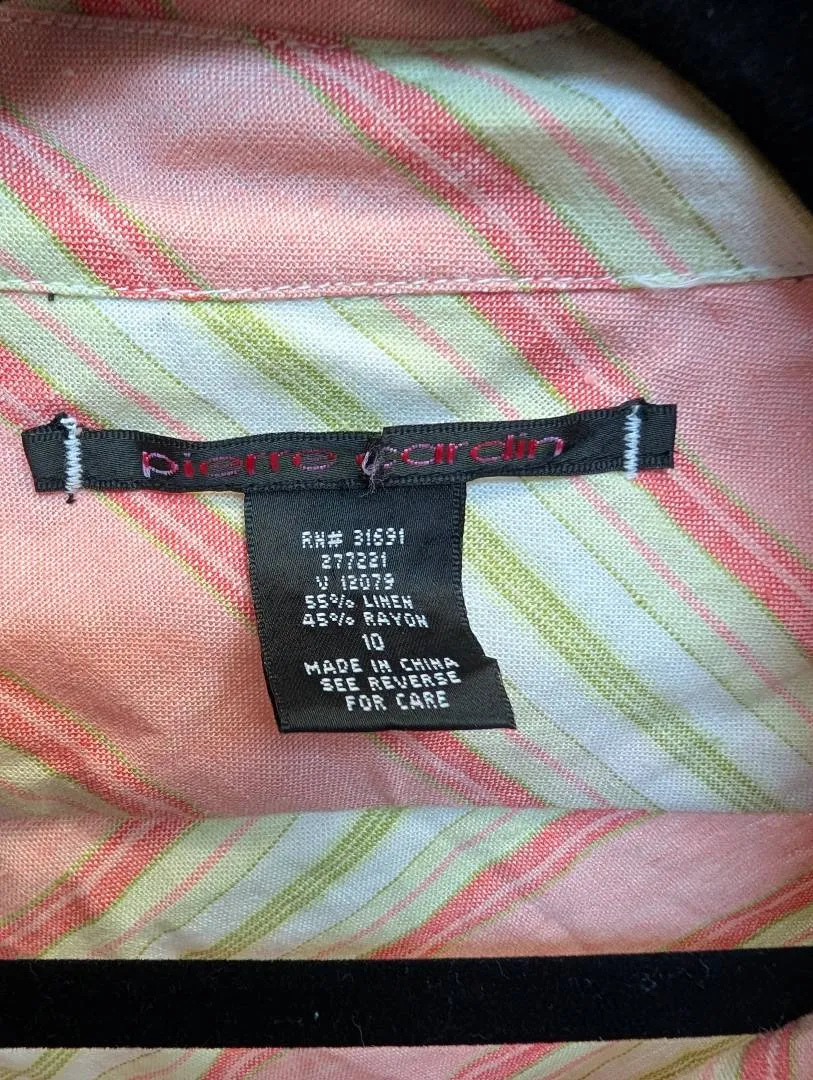 pierre cardin
RN# 31691
277221
V 12079
55% LINEN
45% RAYON
10
MADE IN CHINA
SEE REVERSE
FOR CARE